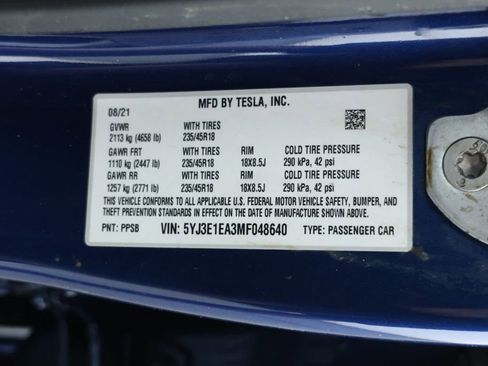 MFD BY TESLA, INC.
08/21
GVWR WITH TIRES
2113 kg (4658 lb) 235/45R18
GAWR FRT WITH TIRES RIM COLD TIRE PRESSURE
1110 kg (2447 lb) 235/45R18 18X8.5J 290 kPa, 42 psi
GAWR RR WITH TIRES RIM COLD TIRE PRESSURE
1257 kg (2771 lb) 235/45R18 18X8.5J 290 kPa, 42 psi
THIS VEHICLE CONFORMS TO ALL APPLICABLE U.S. FEDERAL MOTOR VEHICLE SAFETY, BUMPER, AND
THEFT PREVENTION STANDARDS IN EFFECT ON THE DATE OF MANUFACTURE SHOWN ABOVE.
PNT: PPSB VIN: 5YJ3E1EA3MF048640 TYPE: PASSENGER CAR